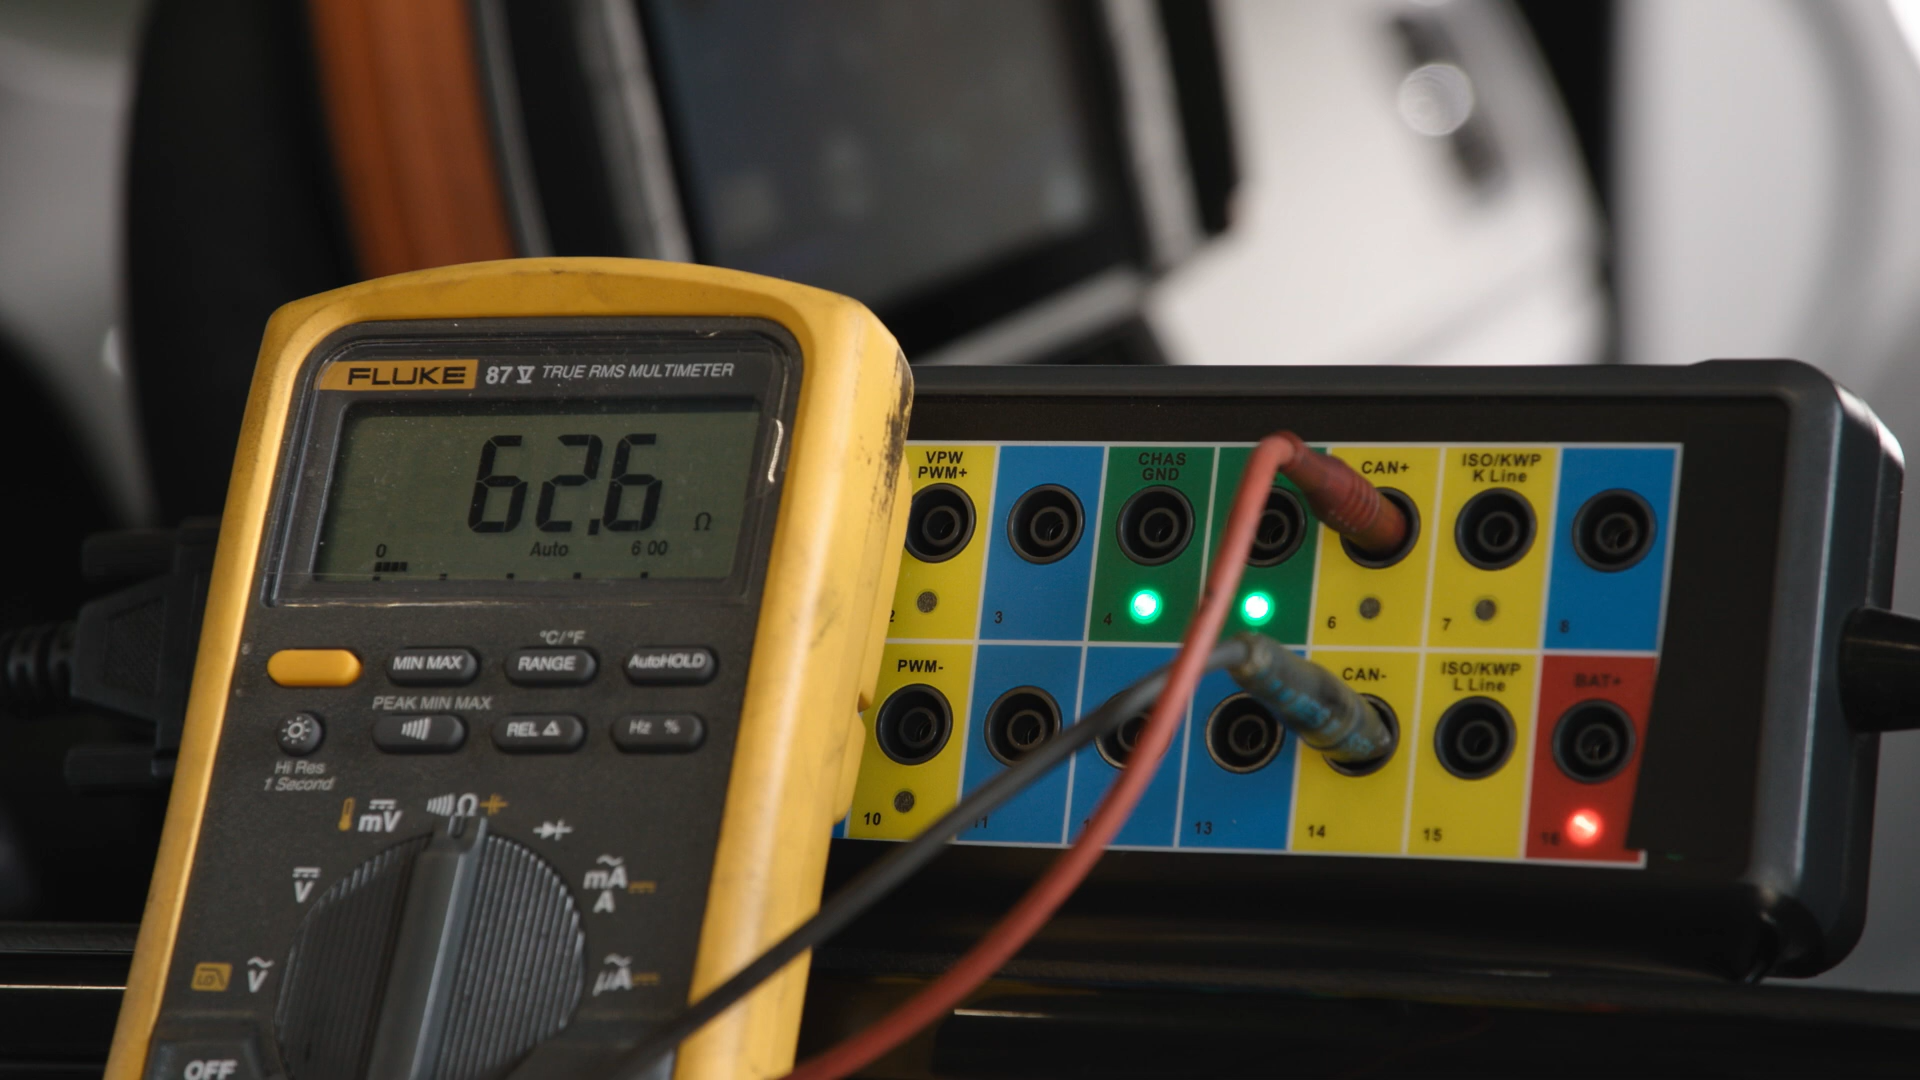 FLUKE 87 V TRUE RMS MULTIMETER
62.6 Ω
0 Auto 6 00
°C/°F
MIN MAX RANGE AutoHOLD
PEAK MIN MAX
REL Δ Hz %
Hi Res
1 Second
mV Ω
V
mA
A
V
µA
OFF
VPW
PWM+
CHAS
GND
CAN+
ISO/KWP
K Line
2 3 4 6 7 8
PWM-
CAN-
ISO/KWP
L Line
BAT+
10 11 13 14 15 16